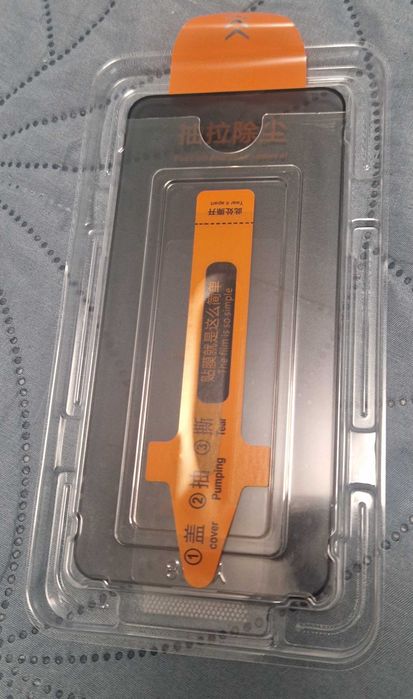 抽拉除尘
此处撕开
Tear it apart
贴膜就是这么简单
The film is so simple
① 盖 ② 抽 ③ 撕
cover Pumping Tear